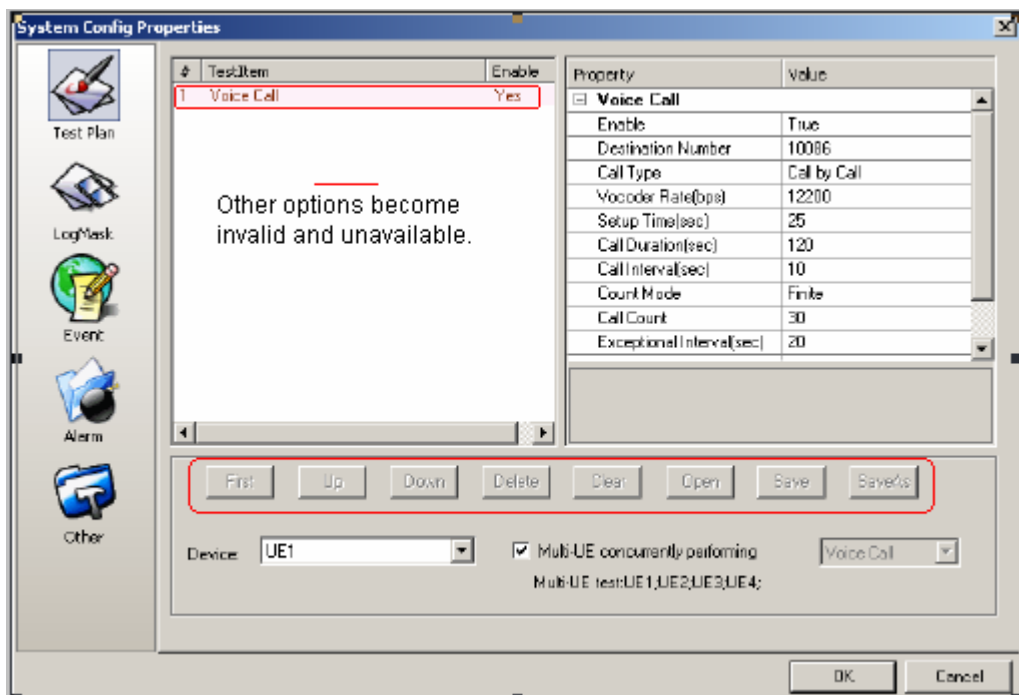 System Config Properties
Test Plan
LogMask
Event
Alarm
Other
# TestItem Enable
1 Voice Call Yes
Other options become
invalid and unavailable.
Property Value
Voice Call
Enable True
Destination Number 10086
Call Type Call by Call
Vocoder Rate(bps) 12200
Setup Time(sec) 25
Call Duration(sec) 120
Call Interval(sec) 10
Count Mode Finite
Call Count 30
Exceptional Interval(sec) 20
First Up Down Delete Clear Open Save SaveAs
Device UE1 Multi-UE concurrently performing Voice Call
Multi-UE test:UE1;UE2;UE3;UE4;
OK Cancel